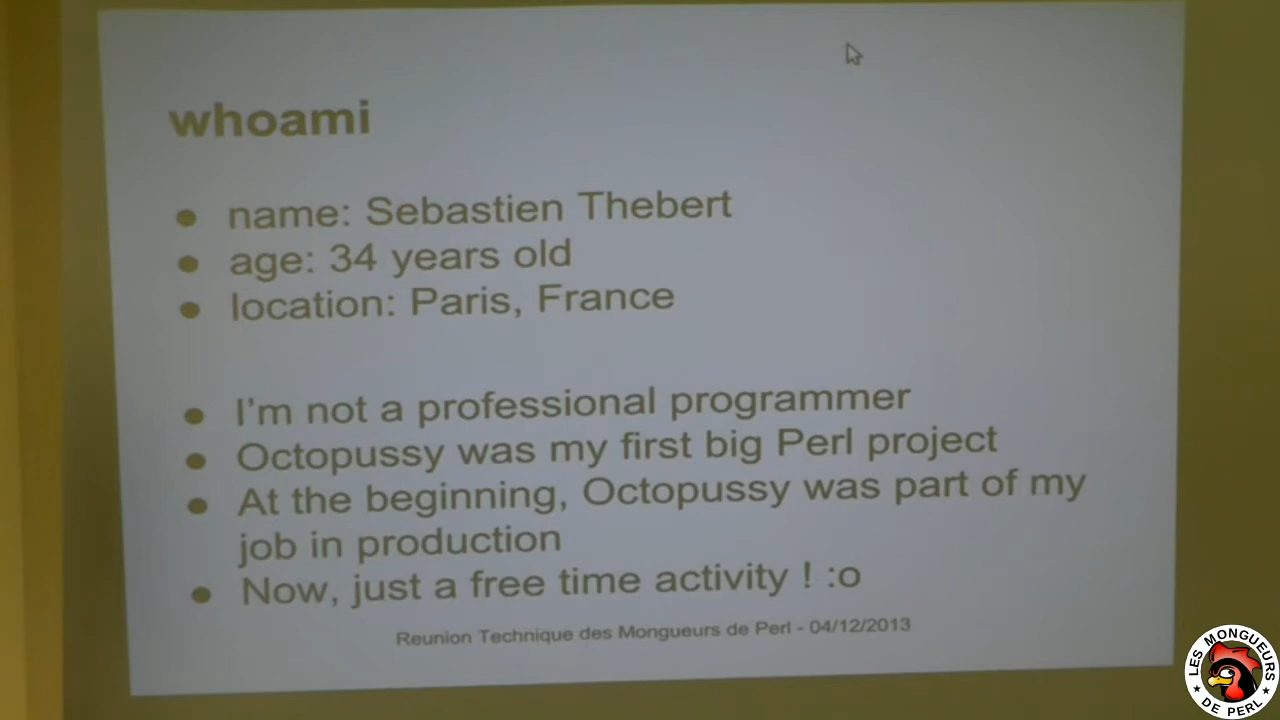 whoami
● name: Sebastien Thebert
● age: 34 years old
● location: Paris, France
● I'm not a professional programmer
● Octopussy was my first big Perl project
● At the beginning, Octopussy was part of my
job in production
● Now, just a free time activity ! :o
Reunion Technique des Mongueurs de Perl - 04/12/2013
LES MONGUEURS
★ DE PERL ★